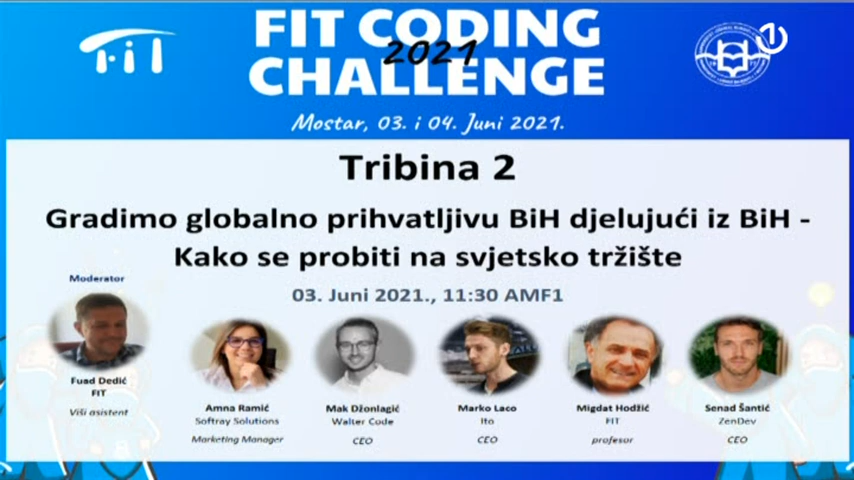 FIT
FIT CODING
2021
CHALLENGE
Mostar, 03. i 04. Juni 2021.
Tribina 2
Gradimo globalno prihvatljivu BiH djelujući iz BiH -
Kako se probiti na svjetsko tržište
Moderator
03. Juni 2021., 11:30 AMF1
Fuad Dedić
FIT
Viši asistent
Amna Ramić
Softray Solutions
Marketing Manager
Mak Džonlagić
Walter Code
CEO
Marko Laco
Ito
CEO
Migdat Hodžić
FIT
profesor
Senad Šantić
ZenDev
CEO